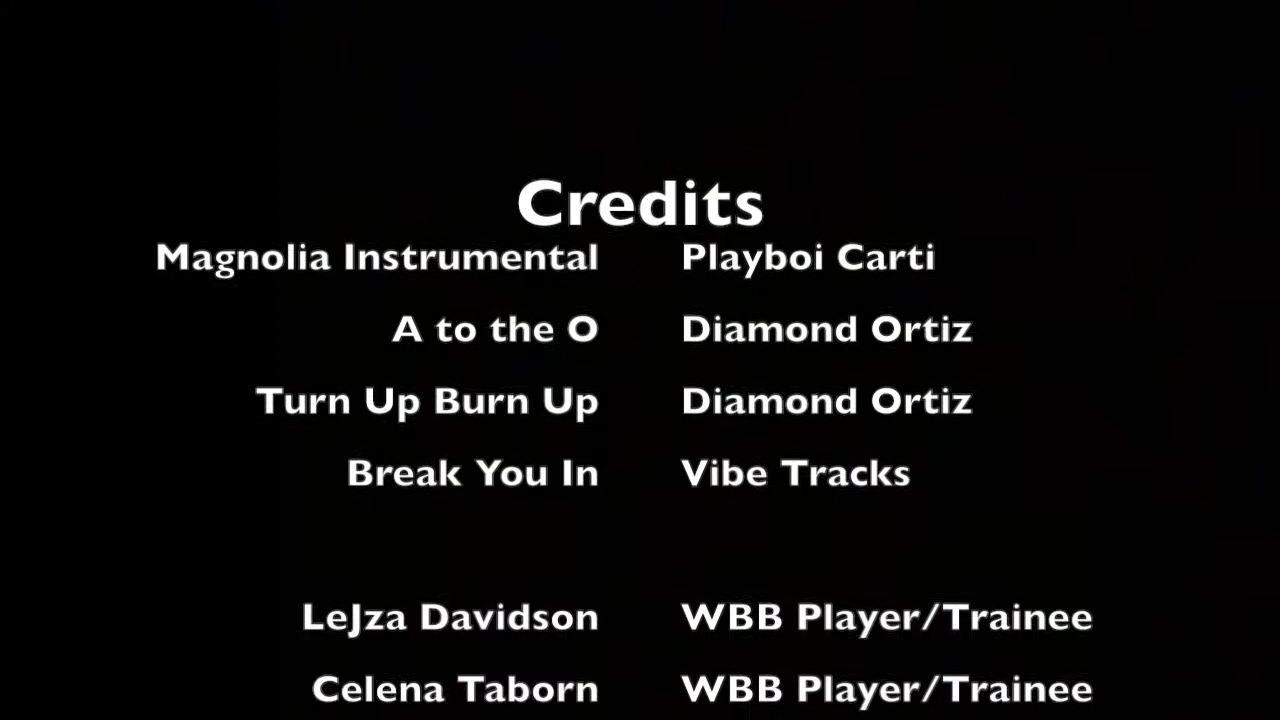 Credits
Magnolia Instrumental Playboi Carti
A to the O Diamond Ortiz
Turn Up Burn Up Diamond Ortiz
Break You In Vibe Tracks
LeJza Davidson WBB Player/Trainee
Celena Taborn WBB Player/Trainee